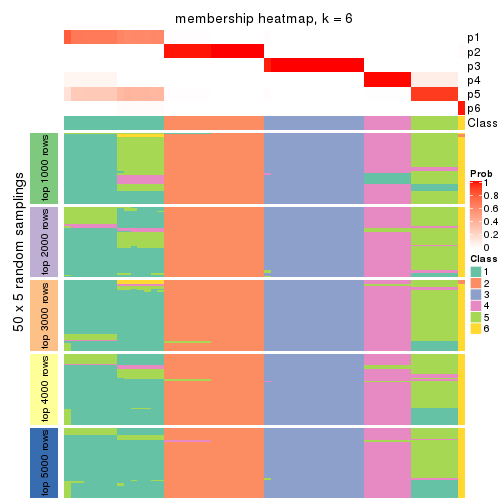 membership heatmap, k = 6
p1
p2
p3
p4
p5
p6
Class
50 x 5 random samplings
top 1000 rows
top 2000 rows
top 3000 rows
top 4000 rows
top 5000 rows
Prob
1
0.8
0.6
0.4
0.2
0
Class
1
2
3
4
5
6